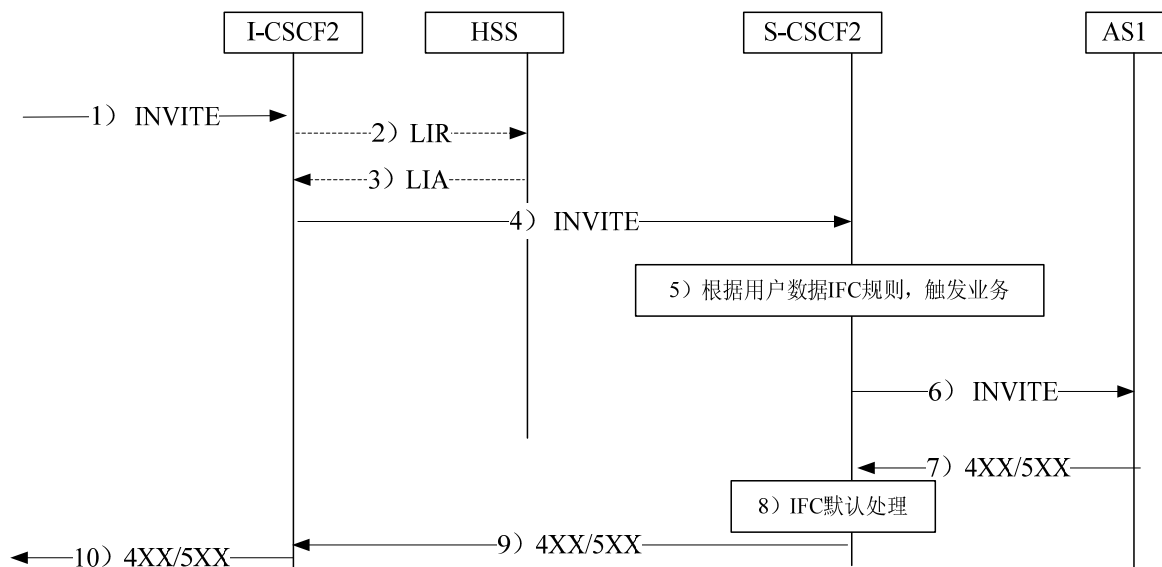 I-CSCF2
HSS
S-CSCF2
AS1
1） INVITE
2）LIR
3）LIA
4） INVITE
5）根据用户数据IFC规则，触发业务
6） INVITE
7）4XX/5XX
8）IFC默认处理
9）4XX/5XX
10）4XX/5XX